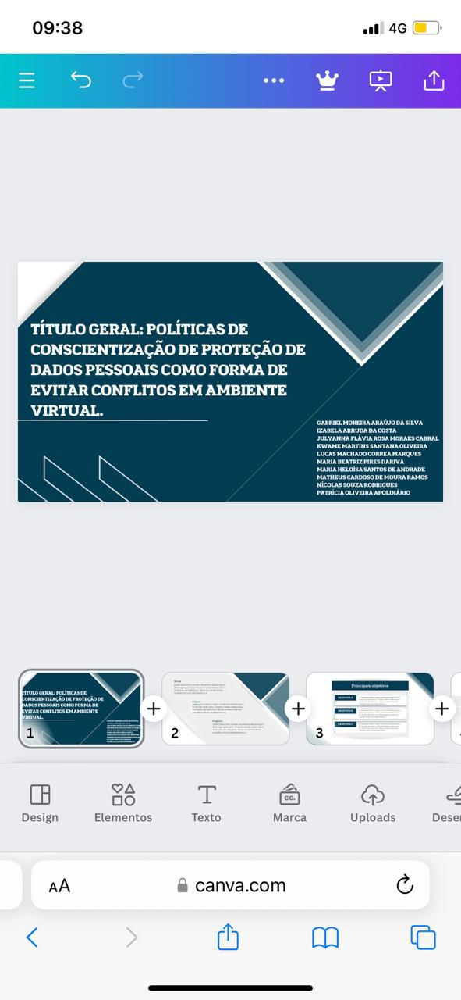 09:38
4G
TÍTULO GERAL: POLÍTICAS DE
CONSCIENTIZAÇÃO DE PROTEÇÃO DE
DADOS PESSOAIS COMO FORMA DE
EVITAR CONFLITOS EM AMBIENTE
VIRTUAL.
GABRIEL MOREIRA ARAÚJO DA SILVA
IZABELA ARRUDA DA COSTA
JULYANNA FLÁVIA ROSA MORAES CABRAL
KWAME MARTINS SANTANA OLIVEIRA
LUCAS MACHADO CORREA MARQUES
MARIA BEATRIZ PIRES DARIVA
MARIA HELOÍSA SANTOS DE ANDRADE
MATHEUS CARDOSO DE MOURA RAMOS
NÍCOLAS SOUZA RODRIGUES
PATRÍCIA OLIVEIRA APOLINÁRIO
TÍTULO GERAL: POLÍTICAS DE
CONSCIENTIZAÇÃO DE PROTEÇÃO DE
DADOS PESSOAIS COMO FORMA DE
EVITAR CONFLITOS EM AMBIENTE
VIRTUAL.
1
2
Principais objetivos
3
CO.
Design
Elementos
Texto
Marca
Uploads
Desen
AA
canva.com